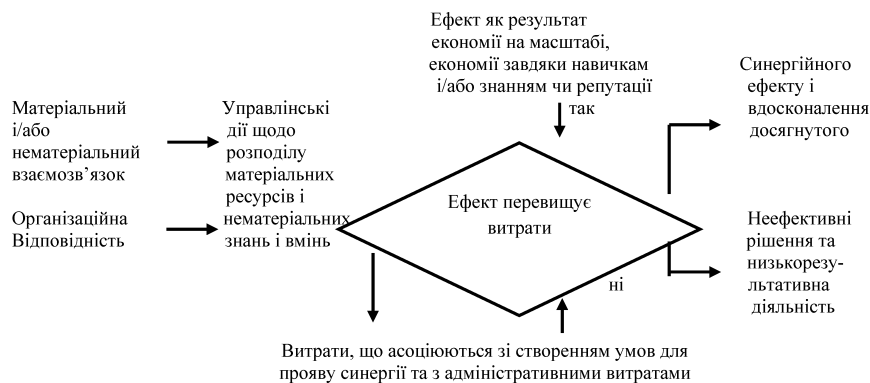 Матеріальний
і/або
нематеріальний
взаємозв’язок
Організаційна
Відповідність
Управлінські
дії щодо
розподілу
матеріальних
ресурсів і
нематеріальних
знань і вмінь
Ефект як результат
економії на масштабі,
економії завдяки навичкам
і/або знанням чи репутації
так
Ефект перевищує
витрати
ні
Синергійного
ефекту і
вдосконалення
досягнутого
Неефективні
рішення та
низькорезу-
льтативна
діяльність
Витрати, що асоціюються зі створенням умов для
прояву синергії та з адміністративними витратами